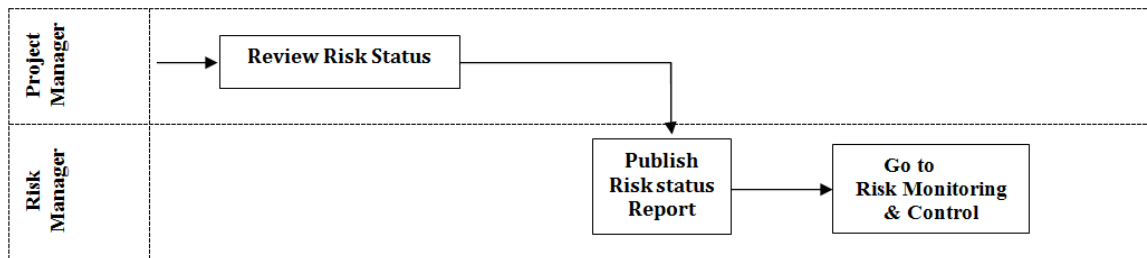 Project
Manager
Review Risk Status
Risk
Manager
Publish
Risk status
Report
Go to
Risk Monitoring
& Control